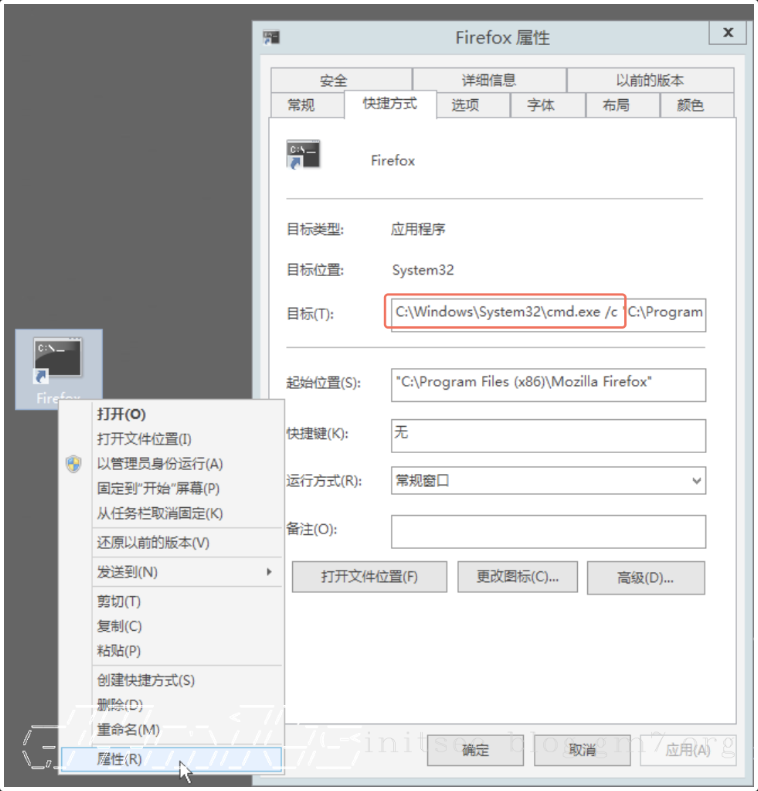 Firefox 属性
x
安全 详细信息 以前的版本
常规 快捷方式 选项 字体 布局 颜色
C:\
Firefox
目标类型: 应用程序
目标位置: System32
目标(T): C:\Windows\System32\cmd.exe /c "C:\Program
起始位置(S): "C:\Program Files (x86)\Mozilla Firefox"
快捷键(K): 无
运行方式(R): 常规窗口
备注(O):
打开文件位置(F) 更改图标(C)... 高级(D)...
确定 取消 应用(A)
C:\
Firefox
打开(O)
打开文件位置(I)
以管理员身份运行(A)
固定到"开始"屏幕(P)
从任务栏取消固定(K)
还原以前的版本(V)
发送到(N)
剪切(T)
复制(C)
粘贴(P)
创建快捷方式(S)
删除(D)
重命名(M)
属性(R)
initsec blog.gm7.org